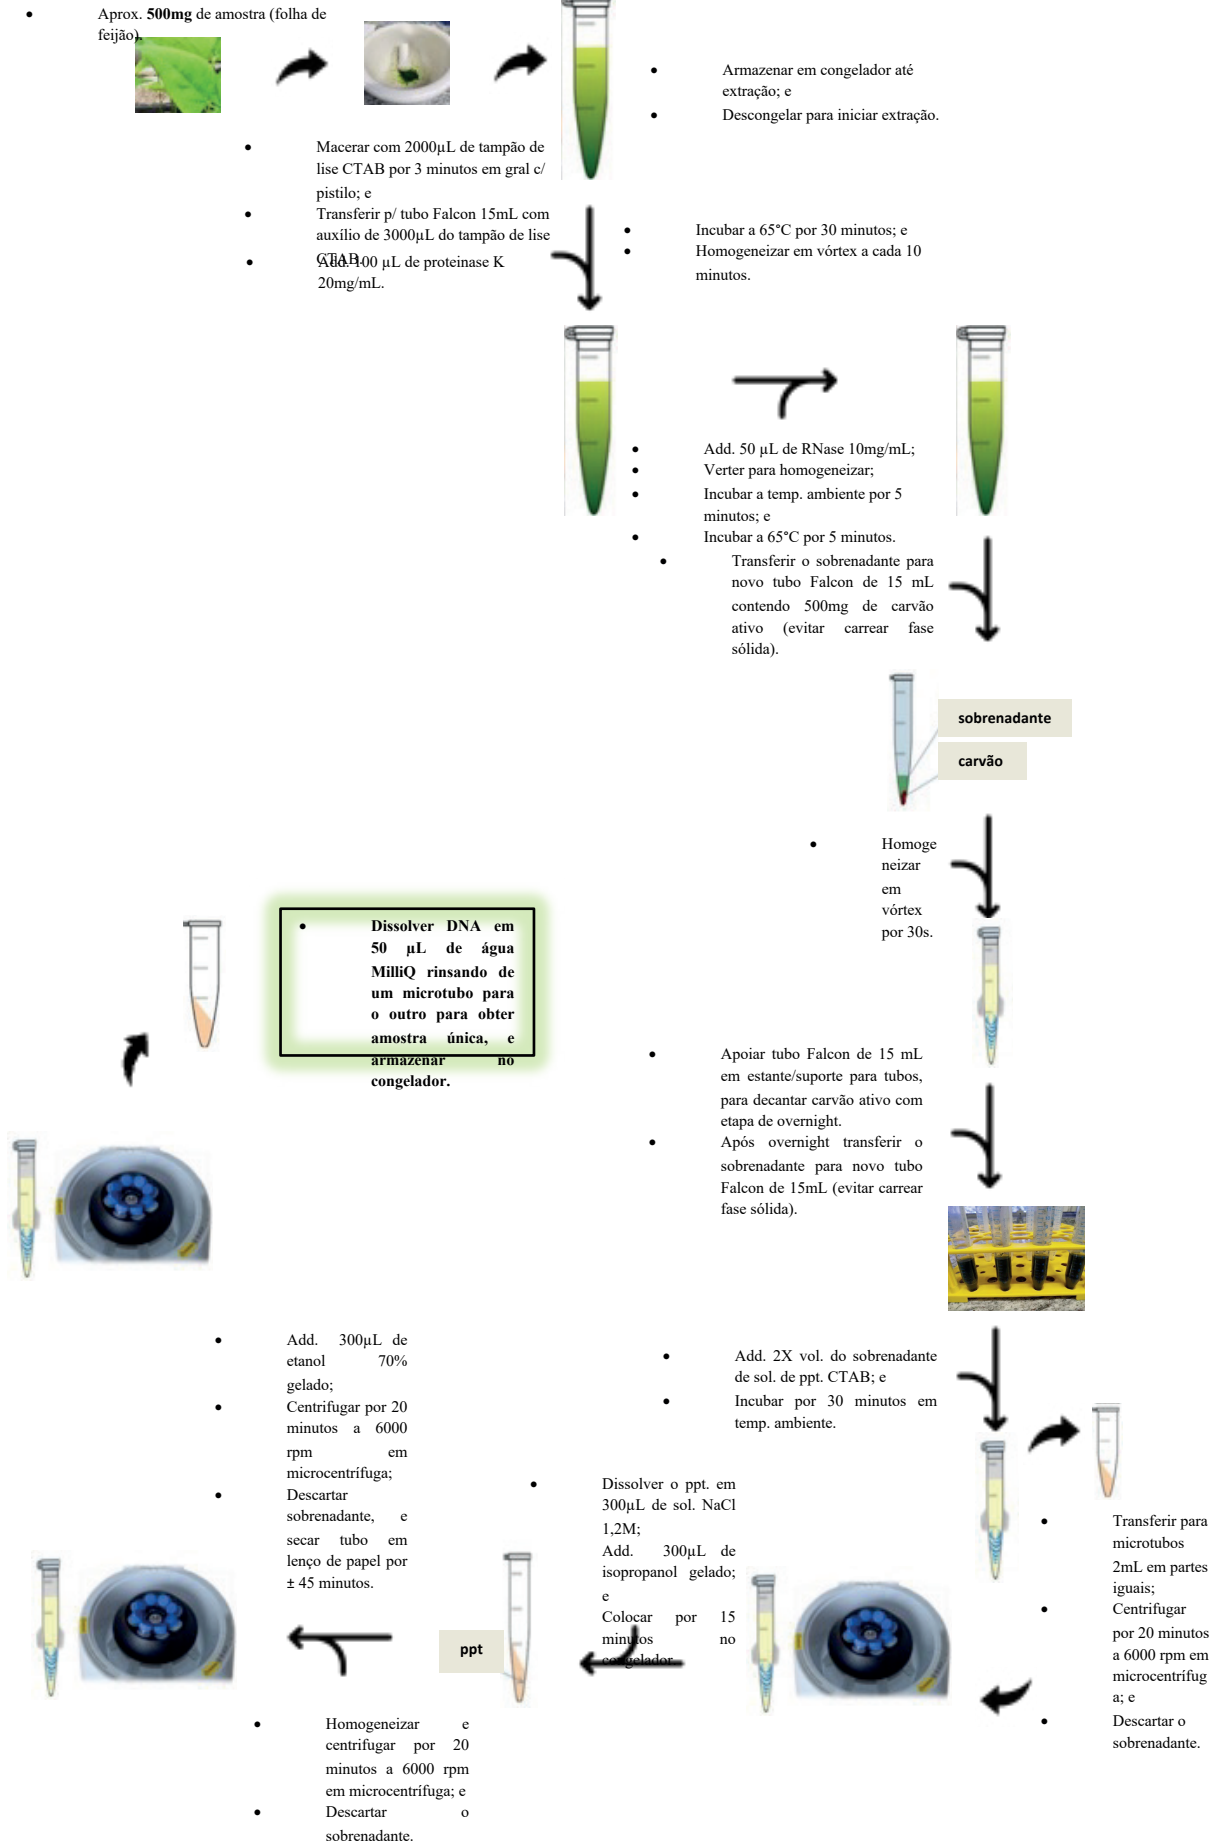 • Aprox. 500mg de amostra (folha de
feijão).
• Armazenar em congelador até
extração; e
• Descongelar para iniciar extração.
• Macerar com 2000µL de tampão de
lise CTAB por 3 minutos em gral c/
pistilo; e
• Transferir p/ tubo Falcon 15mL com
auxílio de 3000µL do tampão de lise
CTAB.
• Add. 100 µL de proteinase K
20mg/mL.
• Incubar a 65°C por 30 minutos; e
• Homogeneizar em vórtex a cada 10
minutos.
• Add. 50 µL de RNase 10mg/mL;
• Verter para homogeneizar;
• Incubar a temp. ambiente por 5
minutos; e
• Incubar a 65°C por 5 minutos.
• Transferir o sobrenadante para
novo tubo Falcon de 15 mL
contendo 500mg de carvão
ativo (evitar carrear fase
sólida).
sobrenadante
carvão
• Homoge
neizar
em
vórtex
por 30s.
• Apoiar tubo Falcon de 15 mL
em estante/suporte para tubos,
para decantar carvão ativo com
etapa de overnight.
• Após overnight transferir o
sobrenadante para novo tubo
Falcon de 15mL (evitar carrear
fase sólida).
• Add. 2X vol. do sobrenadante
de sol. de ppt. CTAB; e
• Incubar por 30 minutos em
temp. ambiente.
• Transferir para
microtubos
2mL em partes
iguais;
• Centrifugar
por 20 minutos
a 6000 rpm em
microcentrífug
a; e
• Descartar o
sobrenadante.
• Dissolver o ppt. em
300µL de sol. NaCl
1,2M;
Add. 300µL de
isopropanol gelado;
e
Colocar por 15
minutos no
congelador.
ppt
• Homogeneizar e
centrifugar por 20
minutos a 6000 rpm
em microcentrífuga; e
• Descartar o
sobrenadante.
• Add. 300µL de
etanol 70%
gelado;
• Centrifugar por 20
minutos a 6000
rpm em
microcentrífuga;
• Descartar
sobrenadante, e
secar tubo em
lenço de papel por
± 45 minutos.
• Dissolver DNA em
50 µL de água
MilliQ rinsando de
um microtubo para
o outro para obter
amostra única, e
armazenar no
congelador.